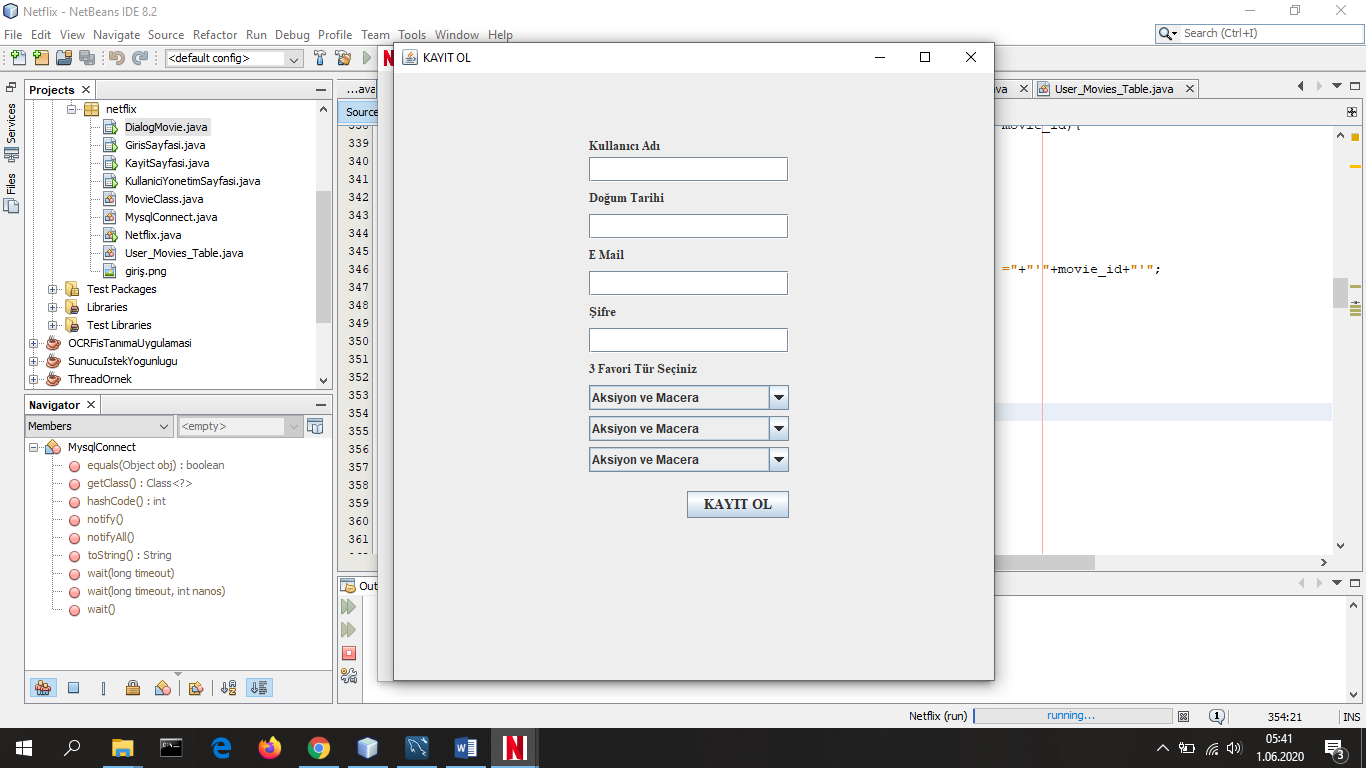 Netflix - NetBeans IDE 8.2
File Edit View Navigate Source Refactor Run Debug Profile Team Tools Window Help
Search (Ctrl+I)
<default config>
N
KAYIT OL
Projects
Services
Files
netflix
DialogMovie.java
GirisSayfasi.java
KayitSayfasi.java
KullaniciYonetimSayfasi.java
MovieClass.java
MysqlConnect.java
Netflix.java
User_Movies_Table.java
giriş.png
Test Packages
Libraries
Test Libraries
OCRFisTanımaUygulamasi
SunucuIstekYogunlugu
ThreadOrnek
Navigator
Members
<empty>
MysqlConnect
equals(Object obj) : boolean
getClass() : Class<?>
hashCode() : int
notify()
notifyAll()
toString() : String
wait(long timeout)
wait(long timeout, int nanos)
wait()
...ava
Source
339
340
341
342
343
344
345
346
347
348
349
350
351
352
353
354
355
356
357
358
359
360
361
Kullanıcı Adı
Doğum Tarihi
E Mail
Şifre
3 Favori Tür Seçiniz
Aksiyon ve Macera
Aksiyon ve Macera
Aksiyon ve Macera
KAYIT OL
va
User_Movies_Table.java
movie_id){
="+"'"+movie_id+"'";
Out
Netflix (run)
running...
1
354:21
INS
N
05:41
1.06.2020
3